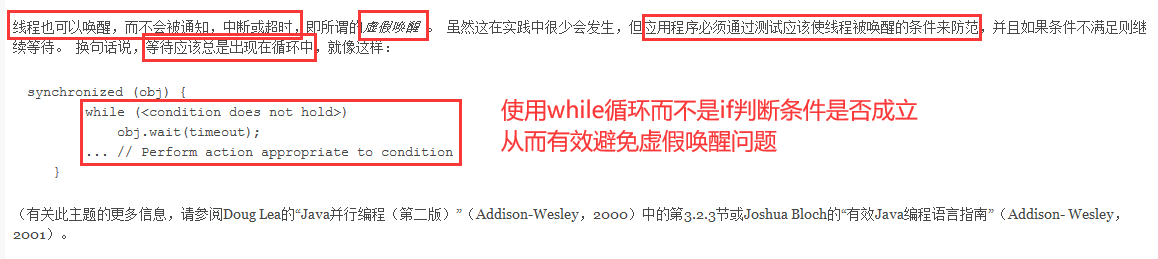 线程也可以唤醒，而不会被通知，中断或超时，即所谓的虚假唤醒 。 虽然这在实践中很少会发生，但应用程序必须通过测试应该使线程被唤醒的条件来防范，并且如果条件不满足则继
续等待。 换句话说，等待应该总是出现在循环中，就像这样：
synchronized (obj) {
while (<condition does not hold>)
obj.wait(timeout);
... // Perform action appropriate to condition
}
使用while循环而不是if判断条件是否成立
从而有效避免虚假唤醒问题
（有关此主题的更多信息，请参阅Doug Lea的“Java并行编程（第二版）”（Addison-Wesley，2000）中的第3.2.3节或Joshua Bloch的“有效Java编程语言指南”（Addison- Wesley，
2001）。